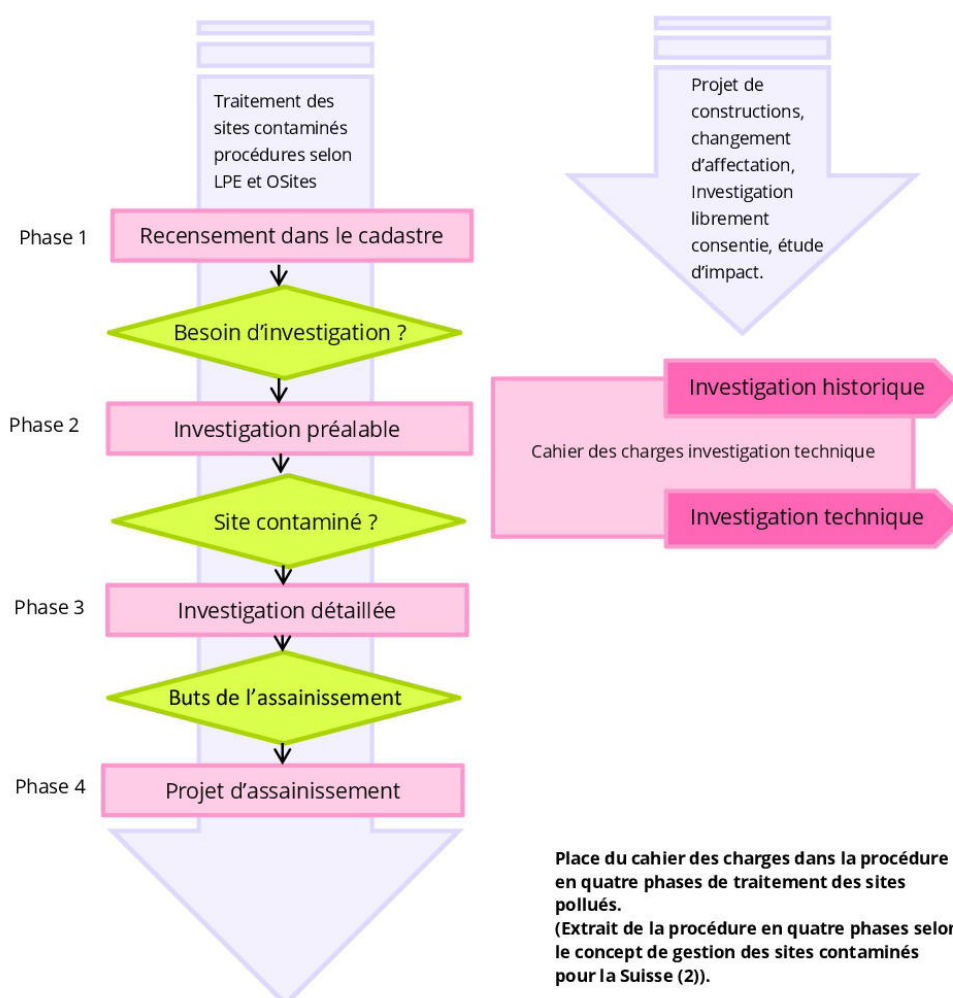 Traitement des
sites contaminés
procédures selon
LPE et OSites
Phase 1
Recensement dans le cadastre
Besoin d'investigation ?
Phase 2
Investigation préalable
Site contaminé ?
Phase 3
Investigation détaillée
Buts de l'assainissement
Phase 4
Projet d'assainissement
Projet de
constructions,
changement
d'affectation,
Investigation
librement
consentie, étude
d'impact.
Investigation historique
Cahier des charges investigation technique
Investigation technique
Place du cahier des charges dans la procédure
en quatre phases de traitement des sites
pollués.
(Extrait de la procédure en quatre phases selon
le concept de gestion des sites contaminés
pour la Suisse (2)).